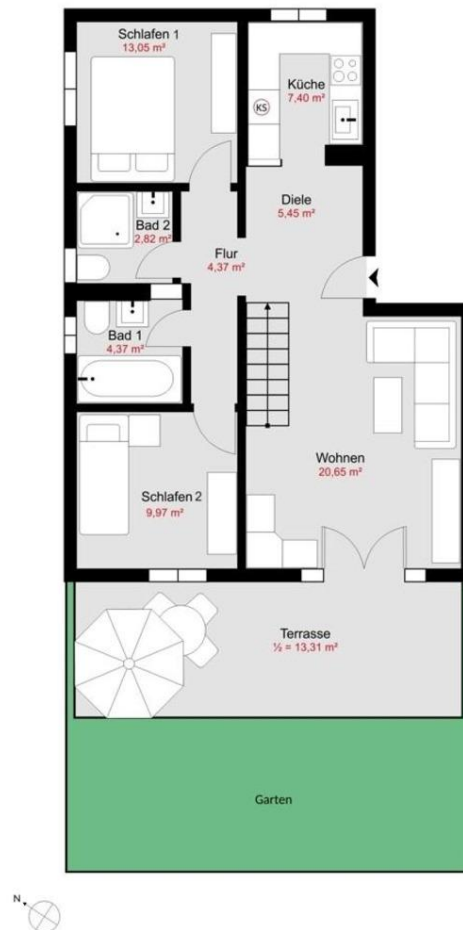 Schlafen 1
13,05 m²
Küche
7,40 m²
KS
Diele
5,45 m²
Bad 2
2,82 m²
Flur
4,37 m²
Bad 1
4,37 m²
Wohnen
20,65 m²
Schlafen 2
9,97 m²
Terrasse
½ = 13,31 m²
Garten
N